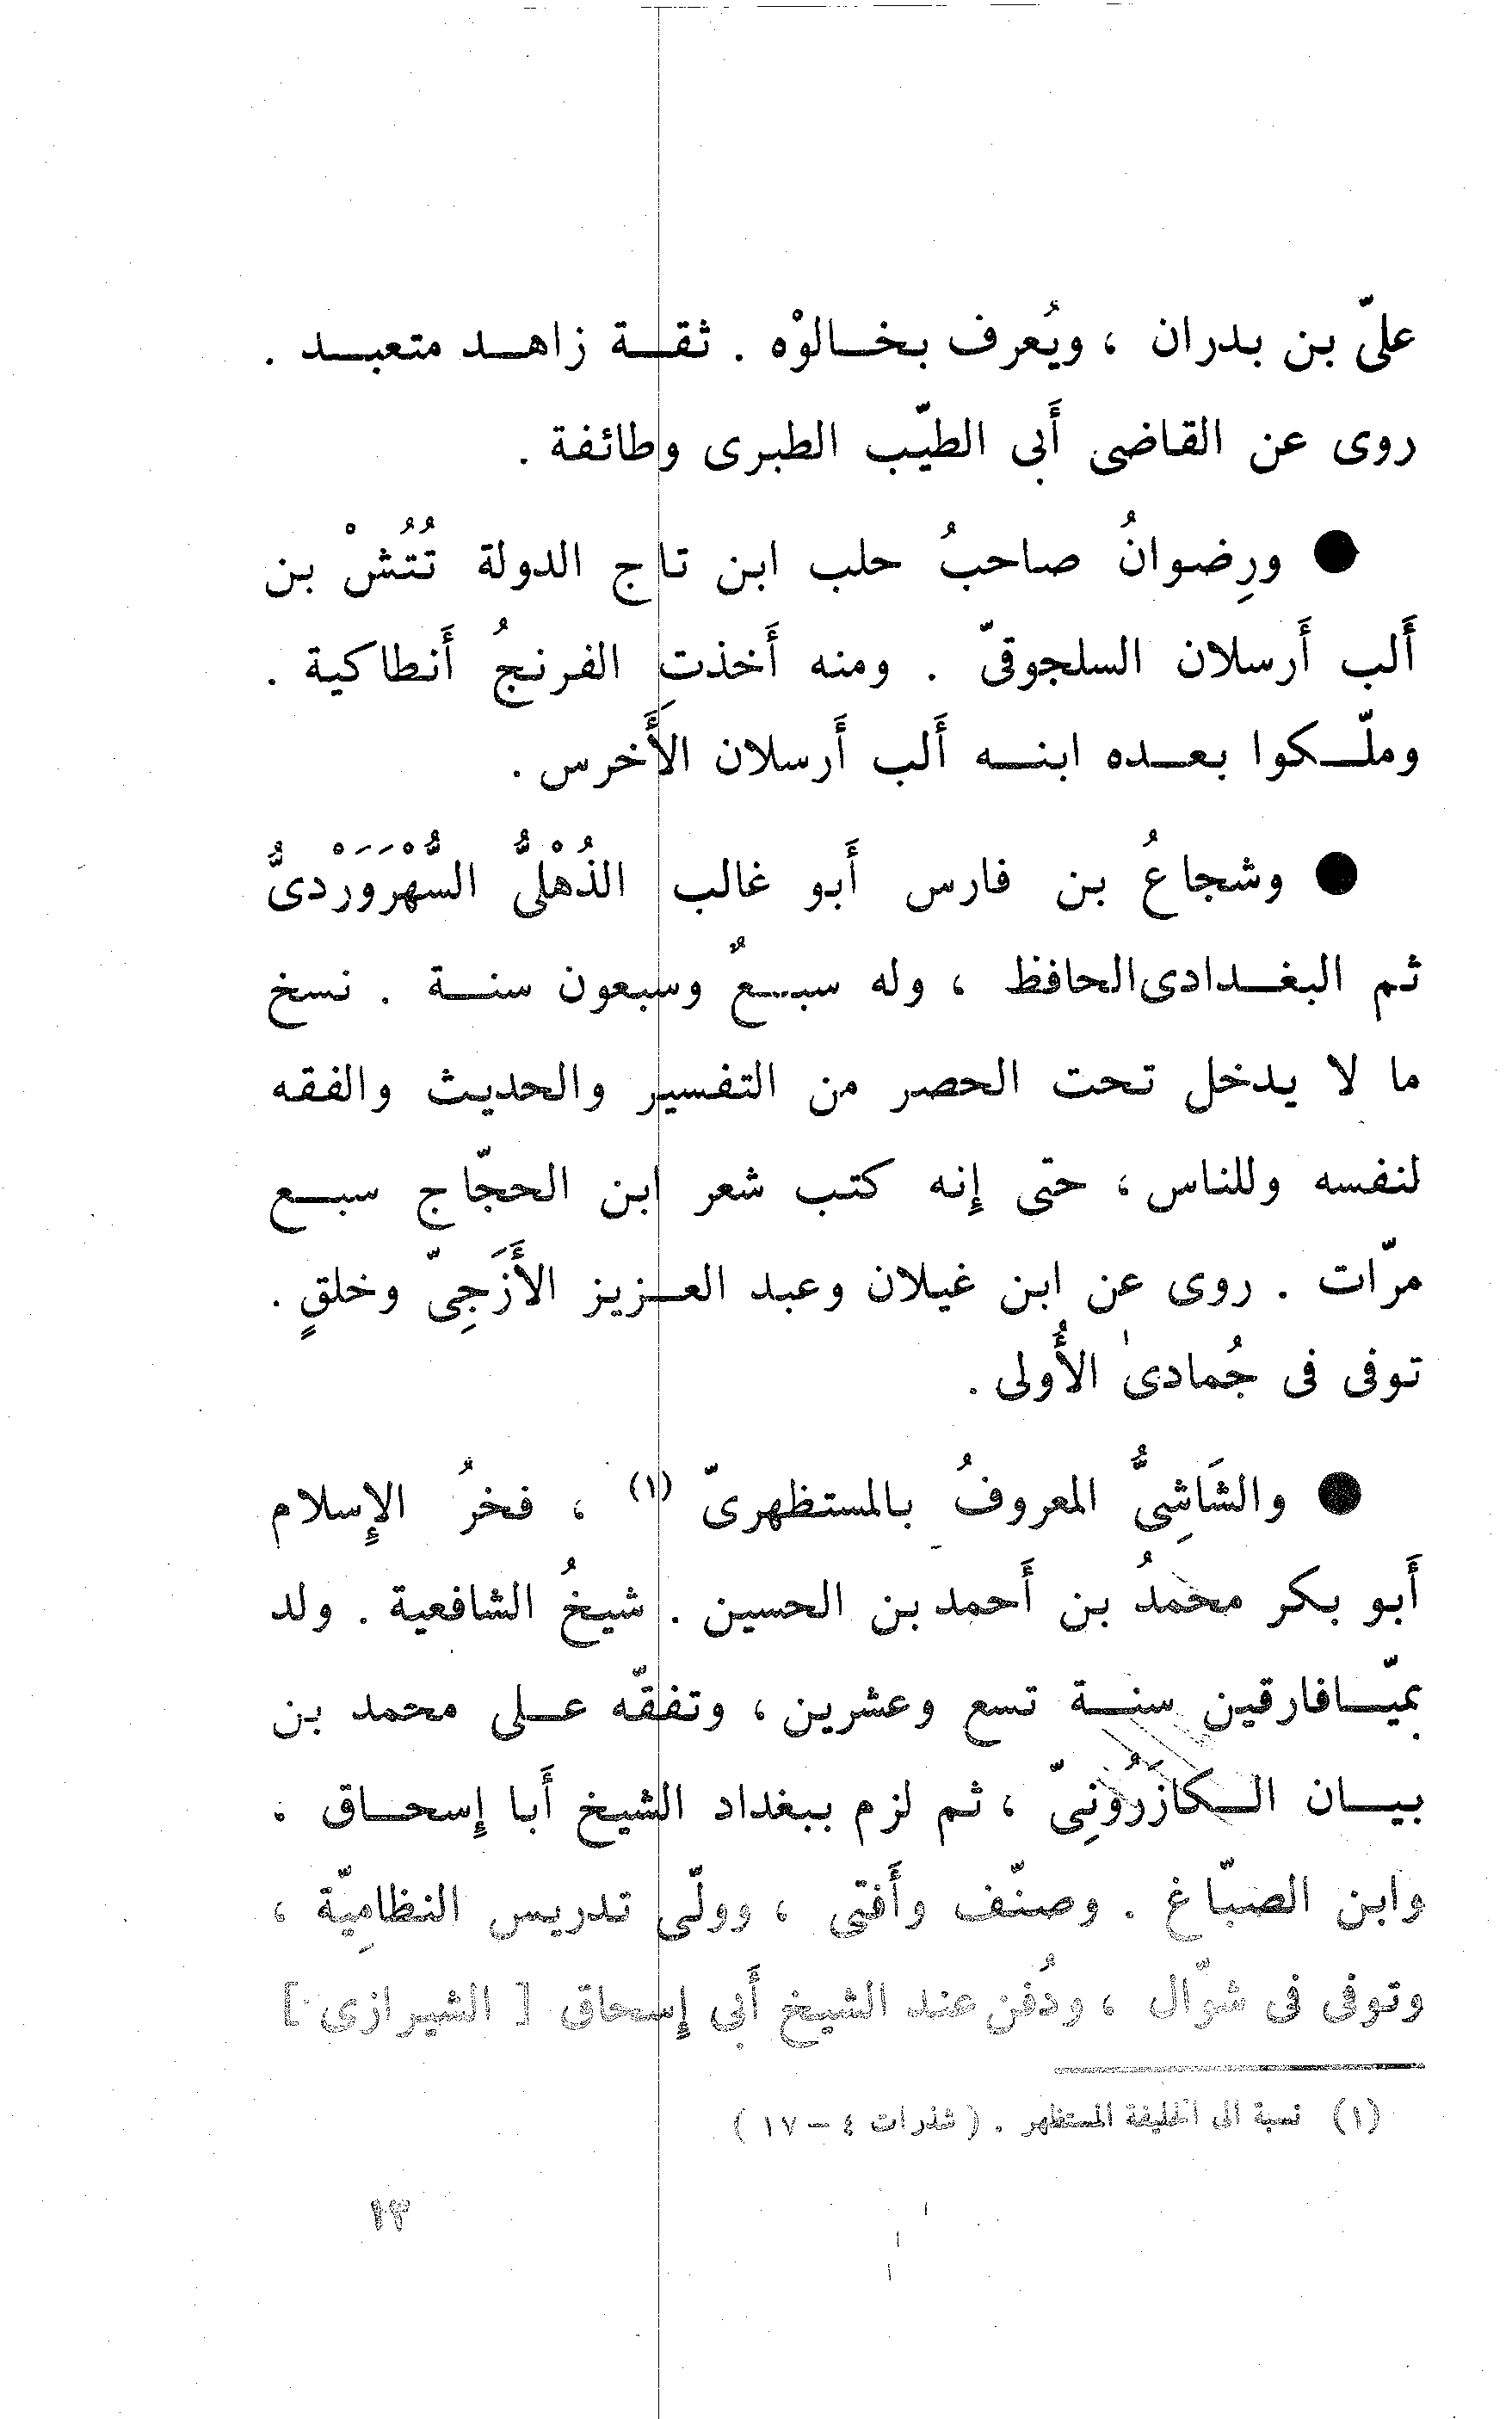 علىّ بن بدران ، ويُعرف بخالوْه . ثقة زاهد متعبد .
روى عن القاضى أَبى الطيّب الطبرى وطائفة .
● ورِضوانُ صاحبُ حلب ابن تاج الدولة تُتُشْ بن
أَلب أَرسلان السلجوقىّ . ومنه أَخذتِ الفرنجُ أَنطاكية .
وملّكوا بعده ابنه أَلب أَرسلان الأَخرس .
● وشجاعُ بن فارس أَبو غالب الذُهْلىُّ السُّهْرَوَرْدىُّ
ثم البغدادى الحافظ ، وله سبعٌ وسبعون سنة . نسخ
ما لا يدخل تحت الحصر من التفسير والحديث والفقه
لنفسه وللناس ، حتى إِنه كتب شعر ابن الحجّاج سبع
مرّات . روى عن ابن غيلان وعبد العزيز الأَزَجِىّ وخلقٍ .
توفى فى جُمادىٰ الأُولى .
● والشَاشِىُّ المعروفُ بالمستظهرىّ (١) ، فخرُ الإِسلام
أَبو بكر محمدُ بن أَحمد بن الحسين . شيخُ الشافعية . ولد
بميّافارقين سنة تسع وعشرين ، وتفقّه على محمد بن
بيان الكازَرُونِىّ ، ثم لزم ببغداد الشيخ أَبا إِسحاق .
وابن الصبّاغ . وصنّف وأَفتى ، وولّى تدريس النظامِيّة ،
وتوفى فى شوّال ، ودُفن عند الشيخ أَبى إِسحاق [ الشيرازى ]
(١) نسبة الى الخليفة المستظهر . ( شذرات ٤ – ١٧ )
١٣